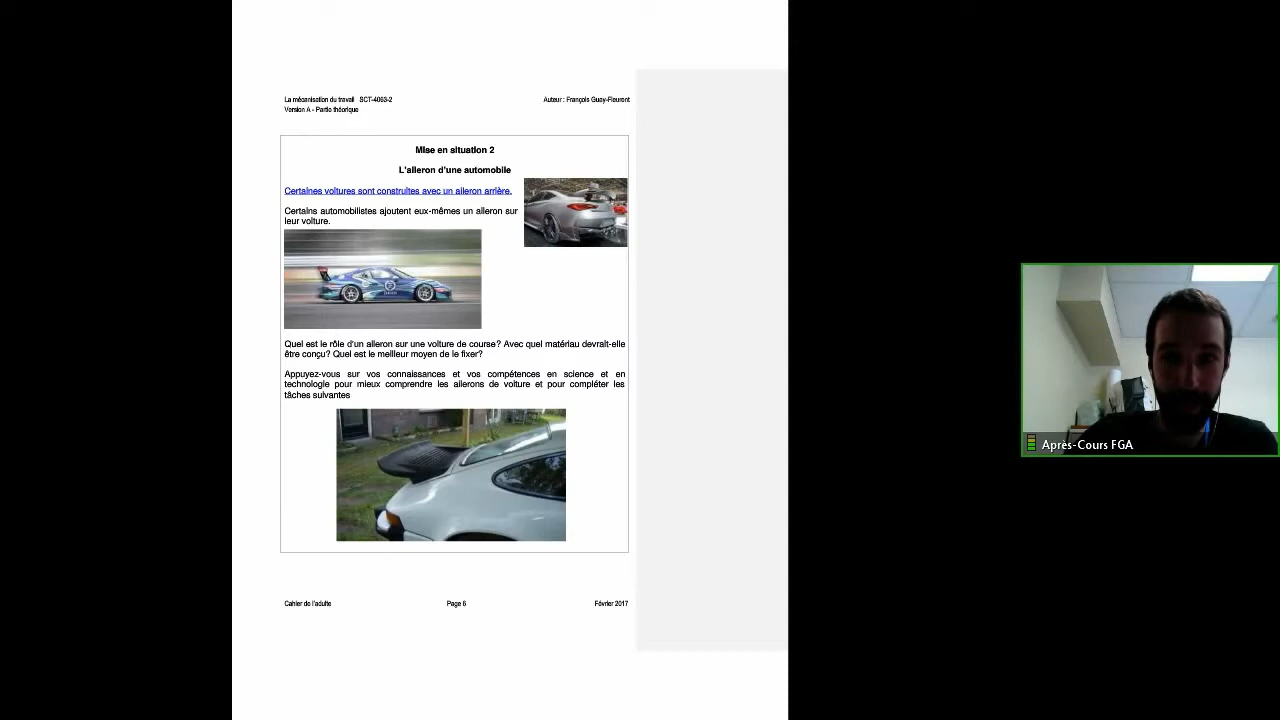 La mécanisation du travail   SCT-4063-2
Auteur : François Guay-Fleurent
Version A - Partie théorique
Mise en situation 2
L'aileron d'une automobile
Certaines voitures sont construites avec un aileron arrière.
Certains automobilistes ajoutent eux-mêmes un aileron sur
leur voiture.
Quel est le rôle d'un aileron sur une voiture de course? Avec quel matériau devrait-elle
être conçu? Quel est le meilleur moyen de le fixer?
Appuyez-vous sur vos connaissances et vos compétences en science et en
technologie pour mieux comprendre les ailerons de voiture et pour compléter les
tâches suivantes
Cahier de l'adulte
Page 6
Février 2017
Après-Cours FGA